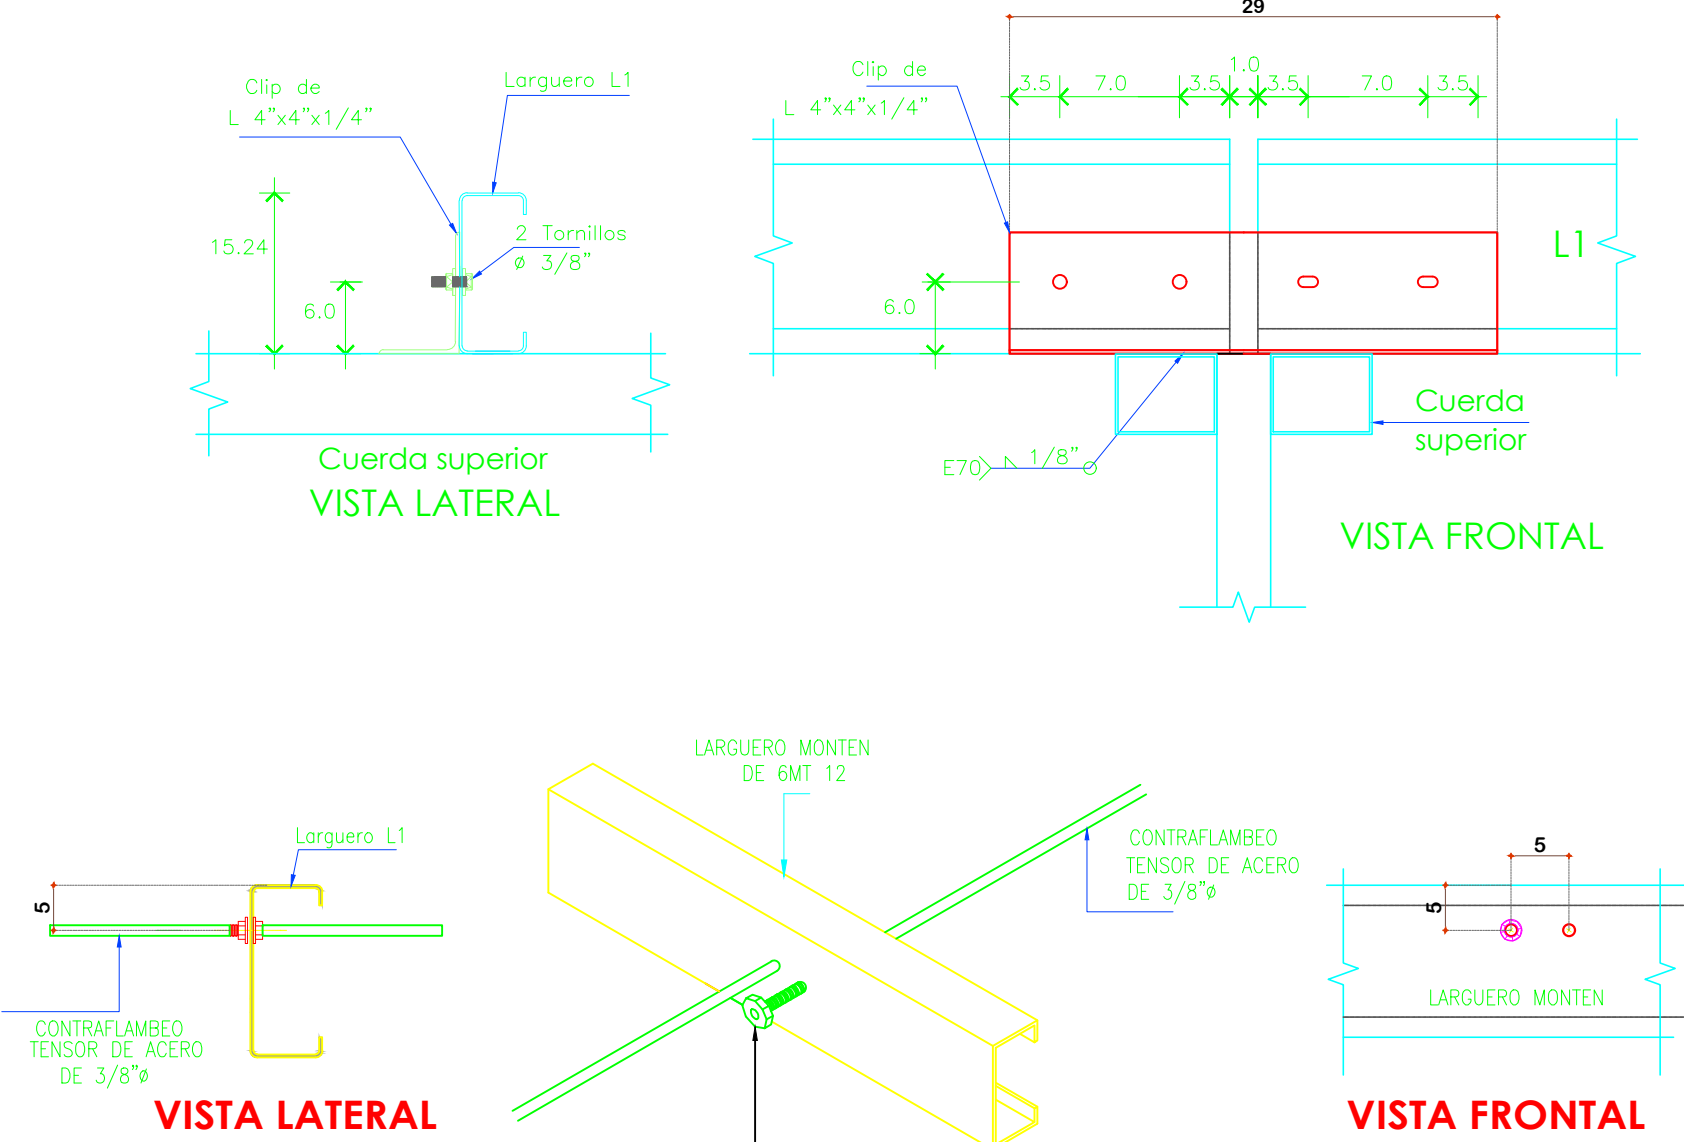 Clip de
L 4”x4”x1/4”
Larguero L1
15.24
2 Tornillos
ø 3/8”
6.0
Cuerda superior
VISTA LATERAL
29
Clip de
L 4”x4”x1/4”
3.5
7.0
3.5
1.0
3.5
7.0
3.5
L1
6.0
Cuerda
superior
E70
1/8”
VISTA FRONTAL
Larguero L1
5
CONTRAFLAMBEO
TENSOR DE ACERO
DE 3/8”ø
VISTA LATERAL
LARGUERO MONTEN
DE 6MT 12
CONTRAFLAMBEO
TENSOR DE ACERO
DE 3/8”ø
5
5
LARGUERO MONTEN
VISTA FRONTAL